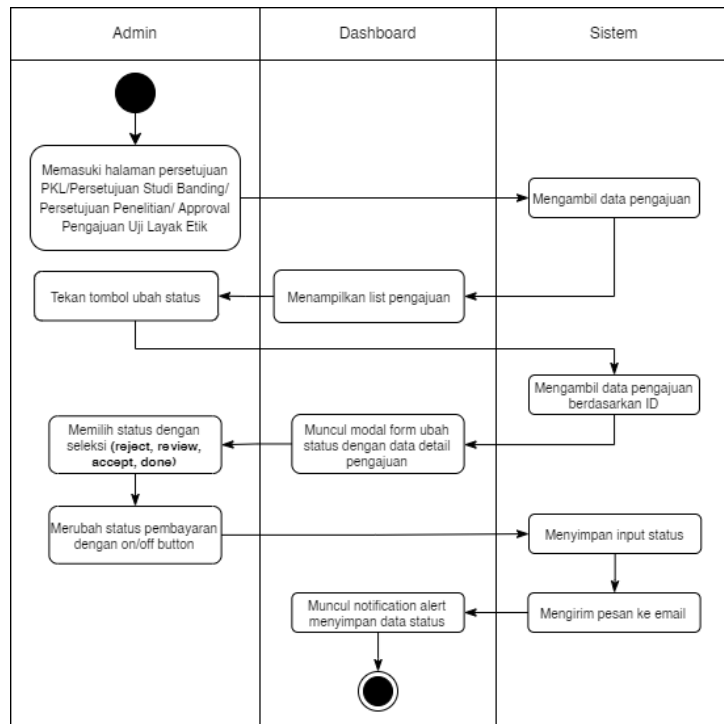 Admin
Dashboard
Sistem
Memasuki halaman persetujuan
PKL/Persetujuan Studi Banding/
Persetujuan Penelitian/ Approval
Pengajuan Uji Layak Etik
Mengambil data pengajuan
Menampilkan list pengajuan
Tekan tombol ubah status
Mengambil data pengajuan
berdasarkan ID
Muncul modal form ubah
status dengan data detail
pengajuan
Memilih status dengan
seleksi (reject, review,
accept, done)
Merubah status pembayaran
dengan on/off button
Menyimpan input status
Mengirim pesan ke email
Muncul notification alert
menyimpan data status